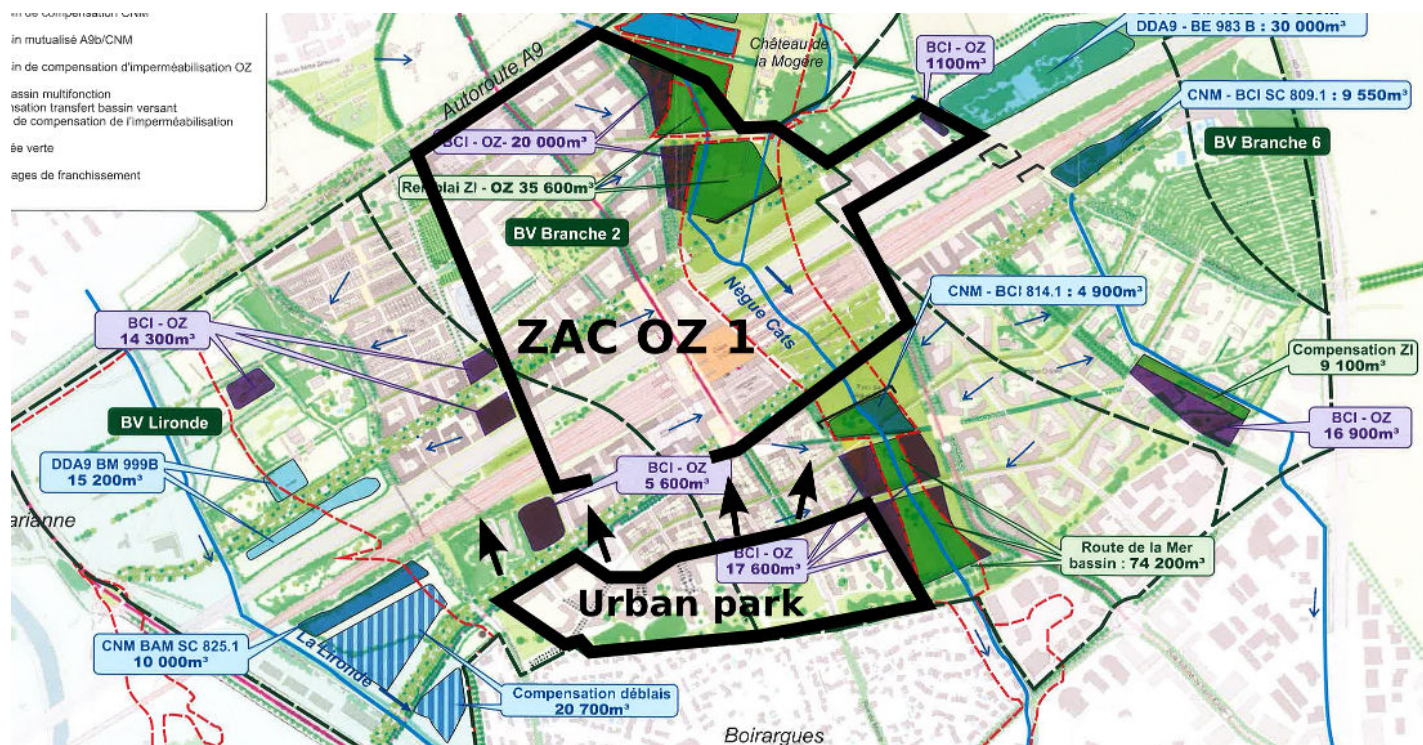 sin mutualisé A9b/CNM
in de compensation d'imperméabilisation OZ
assin multifonction
nsation transfert bassin versant
de compensation de l'imperméabilisation
ée verte
ages de franchissement
Autoroute A9
Château de
la Mogère
BCI - OZ
1100m³
DDA9 - BE 983 B : 30 000m³
CNM - BCI SC 809.1 : 9 550m³
BV Branche 6
BCI - OZ- 20 000m³
Remblai ZI - OZ 35 600m³
BV Branche 2
Nègue Cats
CNM - BCI 814.1 : 4 900m³
ZAC OZ 1
BCI - OZ
14 300m³
Compensation ZI
9 100m³
BV Lironde
BCI - OZ
16 900m³
DDA9 BM 999B
15 200m³
BCI - OZ
5 600m³
arianne
BCI - OZ
17 600m³
Route de la Mer
bassin : 74 200m³
Urban park
CNM BAM SC 825.1
10 000m³
La Lironde
Compensation déblais
20 700m³
Boirargues